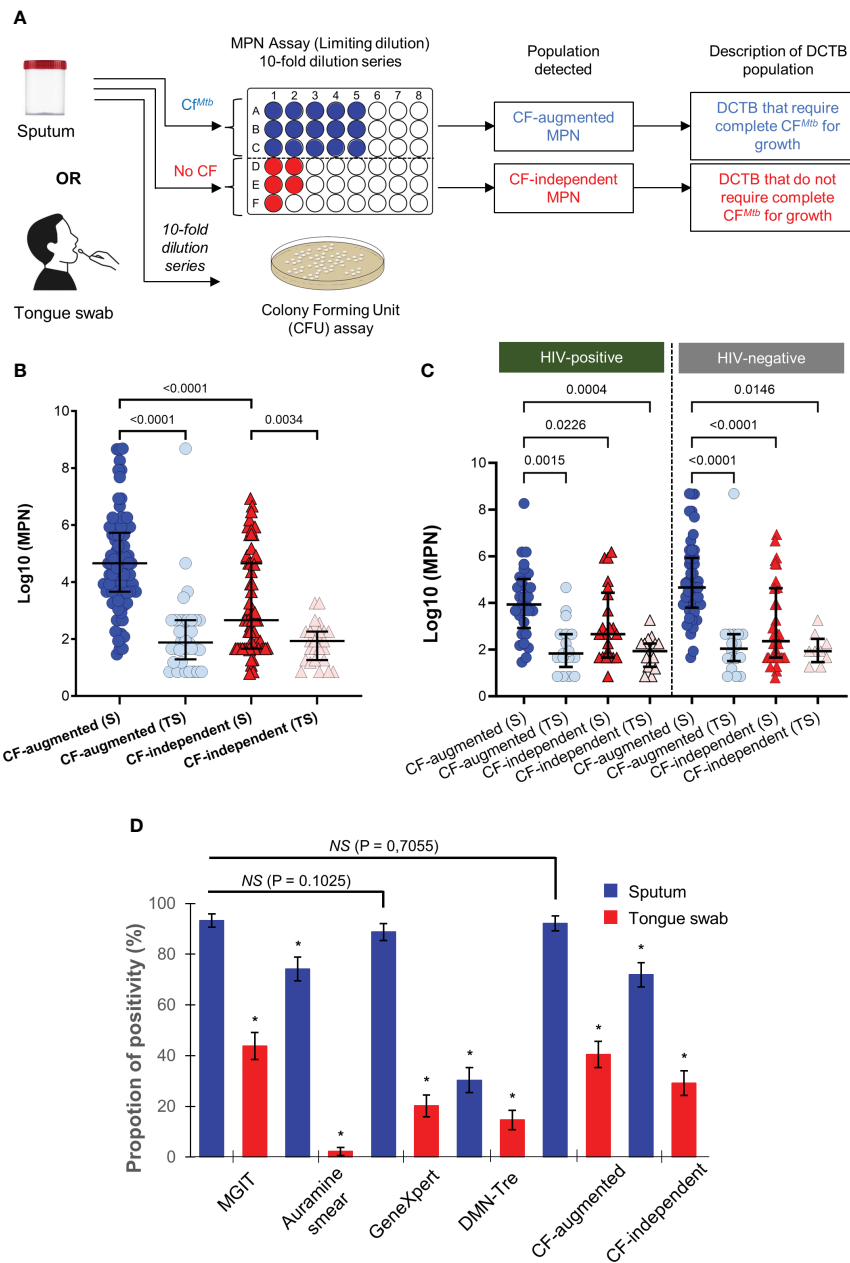 A
MPN Assay (Limiting dilution)
10-fold dilution series
Population
detected
Description of DCTB
population
Sputum
OR
Tongue swab
Cf^Mtb
No CF
10-fold
dilution
series
1 2 3 4 5 6 7 8
A
B
C
D
E
F
CF-augmented
MPN
CF-independent
MPN
DCTB that require
complete CF^Mtb for
growth
DCTB that do not
require complete
CF^Mtb for growth
Colony Forming Unit
(CFU) assay
B
<0.0001
<0.0001
0.0034
Log10 (MPN)
10
8
6
4
2
0
CF-augmented (S)
CF-augmented (TS)
CF-independent (S)
CF-independent (TS)
C
HIV-positive
HIV-negative
0.0004
0.0146
0.0226
<0.0001
0.0015
<0.0001
Log10 (MPN)
10
8
6
4
2
0
CF-augmented (S)
CF-augmented (TS)
CF-independent (S)
CF-independent (TS)
CF-augmented (S)
CF-augmented (TS)
CF-independent (S)
CF-independent (TS)
D
NS (P = 0,7055)
NS (P = 0.1025)
Sputum
Tongue swab
Propotion of positivity (%)
100
80
60
40
20
0
*
*
*
*
*
*
*
*
*
MGIT
Auramine
smear
GeneXpert
DMN-Tre
CF-augmented
CF-independent